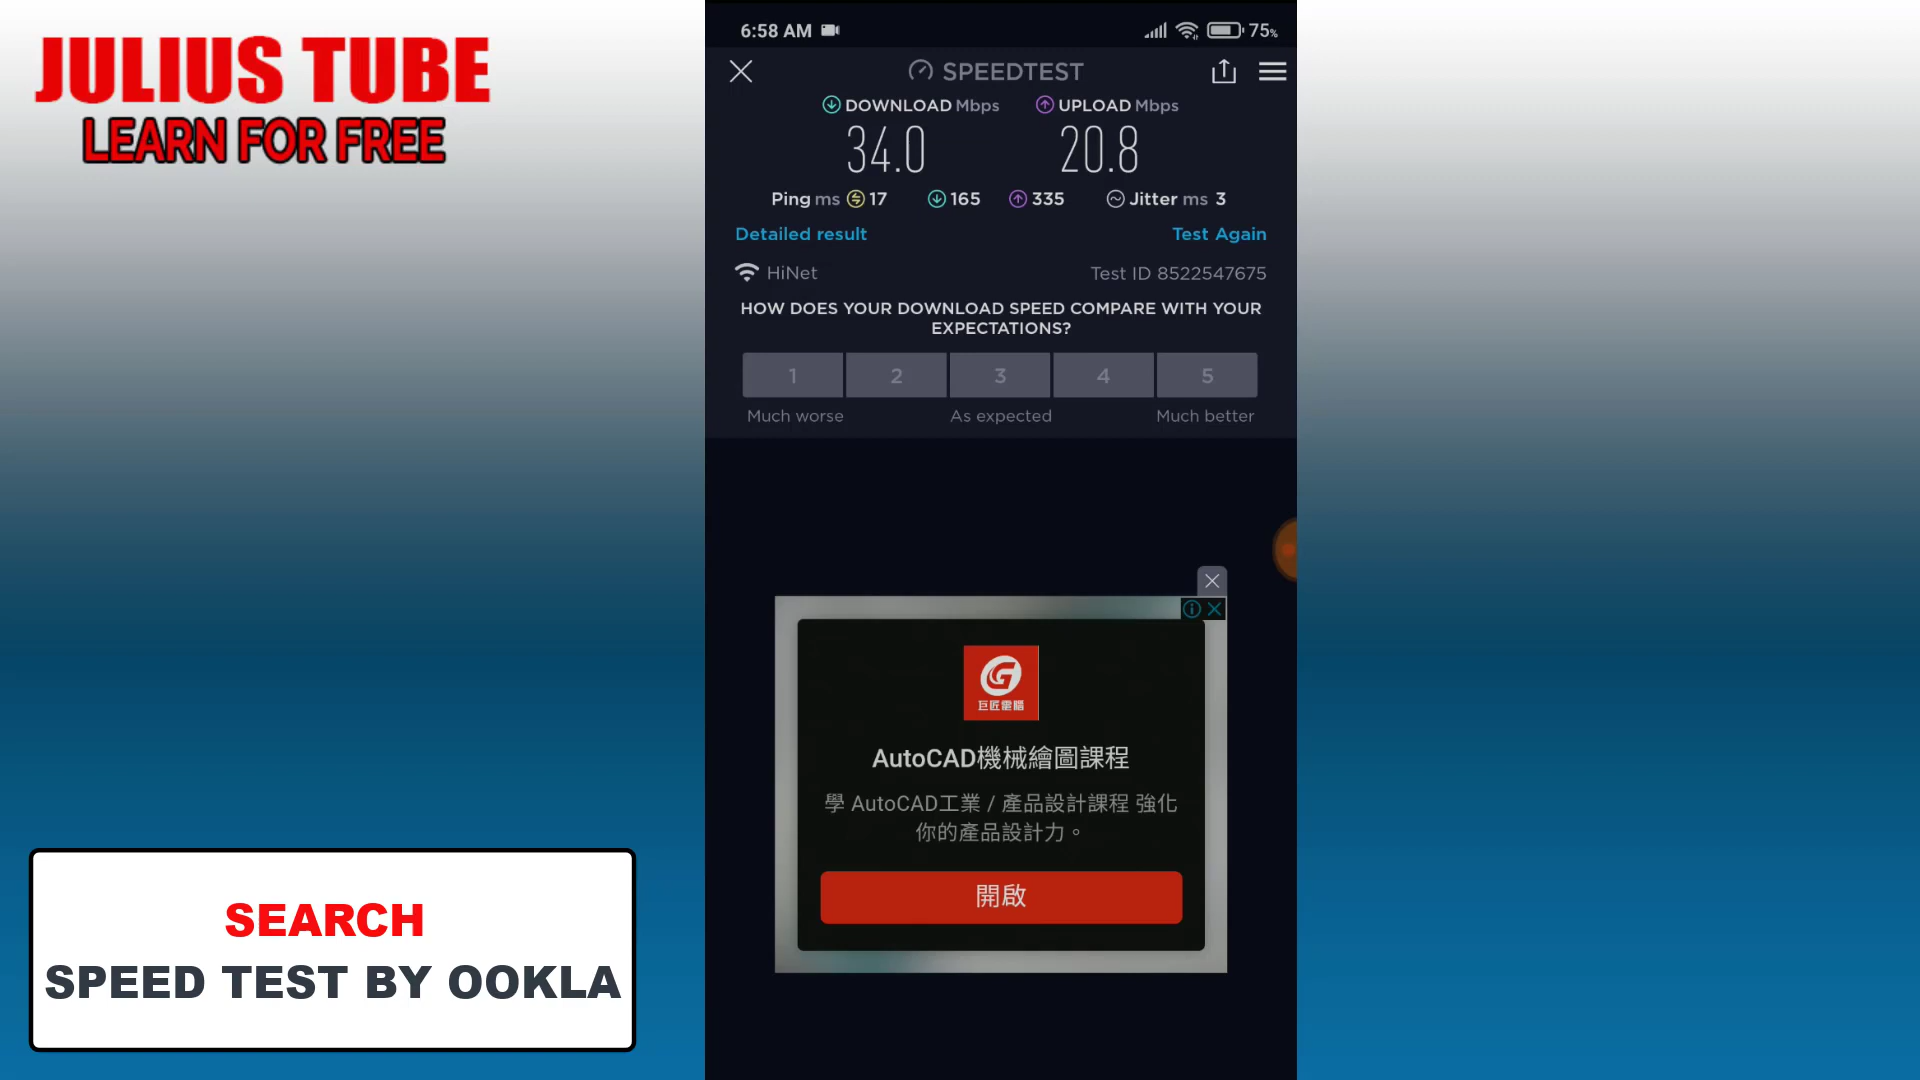 JULIUS TUBE
LEARN FOR FREE
6:58 AM 75%
SPEEDTEST
DOWNLOAD Mbps UPLOAD Mbps
34.0 20.8
Ping ms 17 165 335 Jitter ms 3
Detailed result Test Again
HiNet Test ID 8522547675
HOW DOES YOUR DOWNLOAD SPEED COMPARE WITH YOUR
EXPECTATIONS?
1 2 3 4 5
Much worse As expected Much better
巨匠電腦
AutoCAD機械繪圖課程
學 AutoCAD工業 / 產品設計課程 強化
你的產品設計力。
開啟
SEARCH
SPEED TEST BY OOKLA